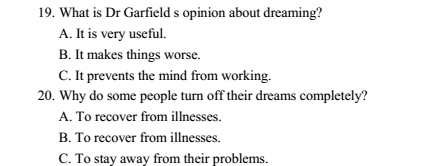 19. What is Dr Garfield s opinion about dreaming?
A. It is very useful.
B. It makes things worse.
C. It prevents the mind from working.
20. Why do some people turn off their dreams completely?
A. To recover from illnesses.
B. To recover from illnesses.
C. To stay away from their problems.